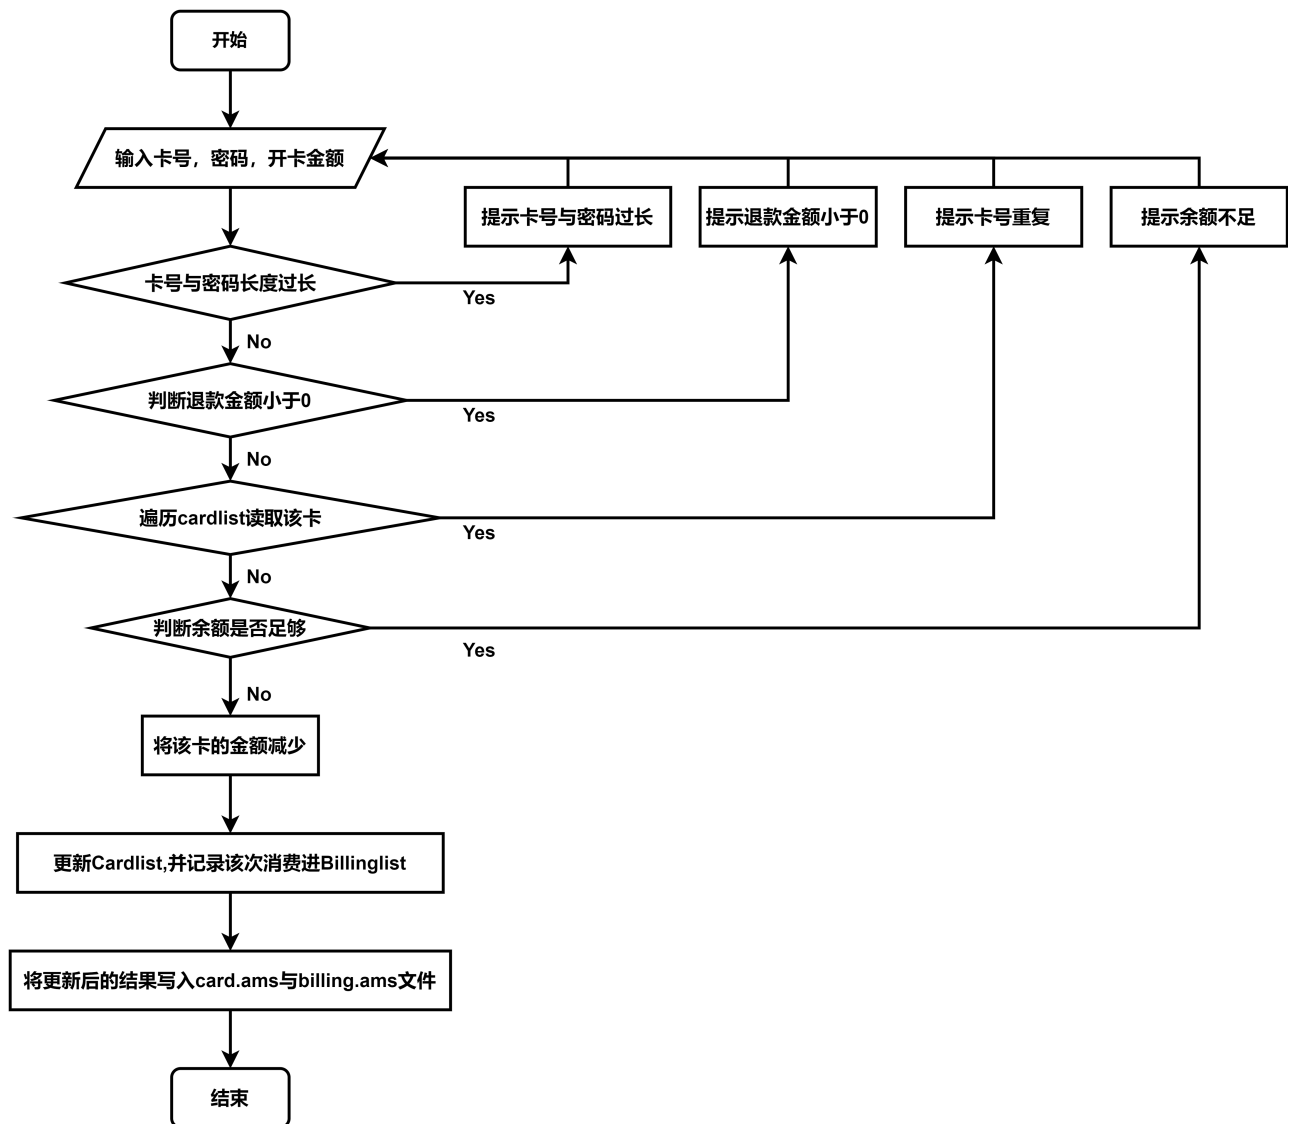 开始
输入卡号，密码，开卡金额
提示卡号与密码过长
提示退款金额小于0
提示卡号重复
提示余额不足
卡号与密码长度过长
Yes
No
判断退款金额小于0
Yes
No
遍历cardlist读取该卡
Yes
No
判断余额是否足够
Yes
No
将该卡的金额减少
更新Cardlist,并记录该次消费进Billinglist
将更新后的结果写入card.ams与billing.ams文件
结束